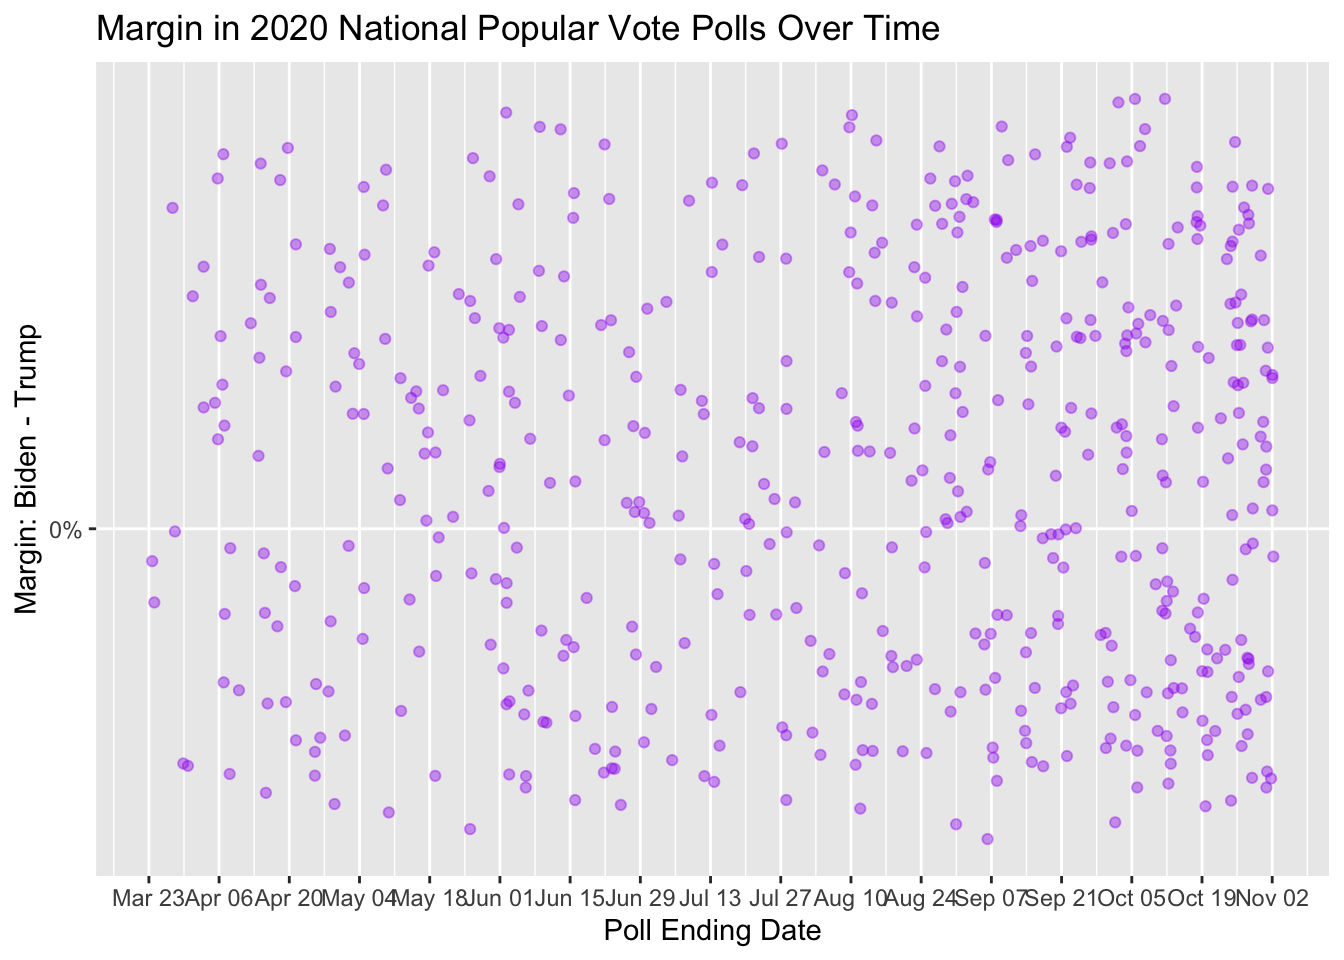 Margin in 2020 National Popular Vote Polls Over Time
Margin: Biden - Trump
0%
Mar 23 Apr 06 Apr 20 May 04 May 18 Jun 01 Jun 15 Jun 29 Jul 13 Jul 27 Aug 10 Aug 24 Sep 07 Sep 21 Oct 05 Oct 19 Nov 02
Poll Ending Date